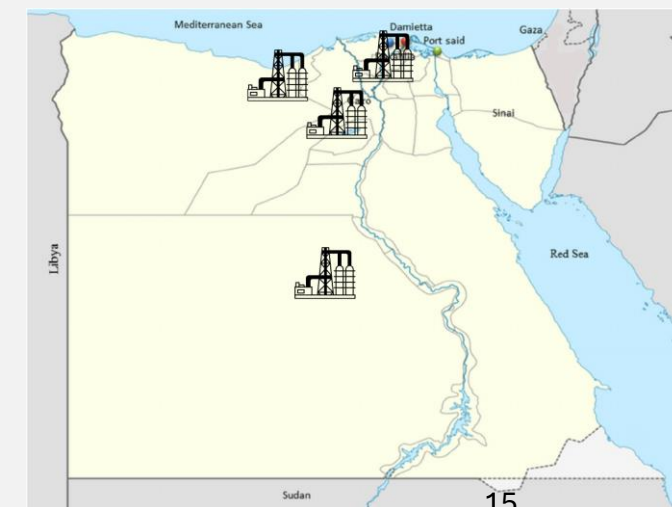 Mediterranean Sea
Damietta
Gaza
Port said
Sinai
Libya
Red Sea
Sudan
15